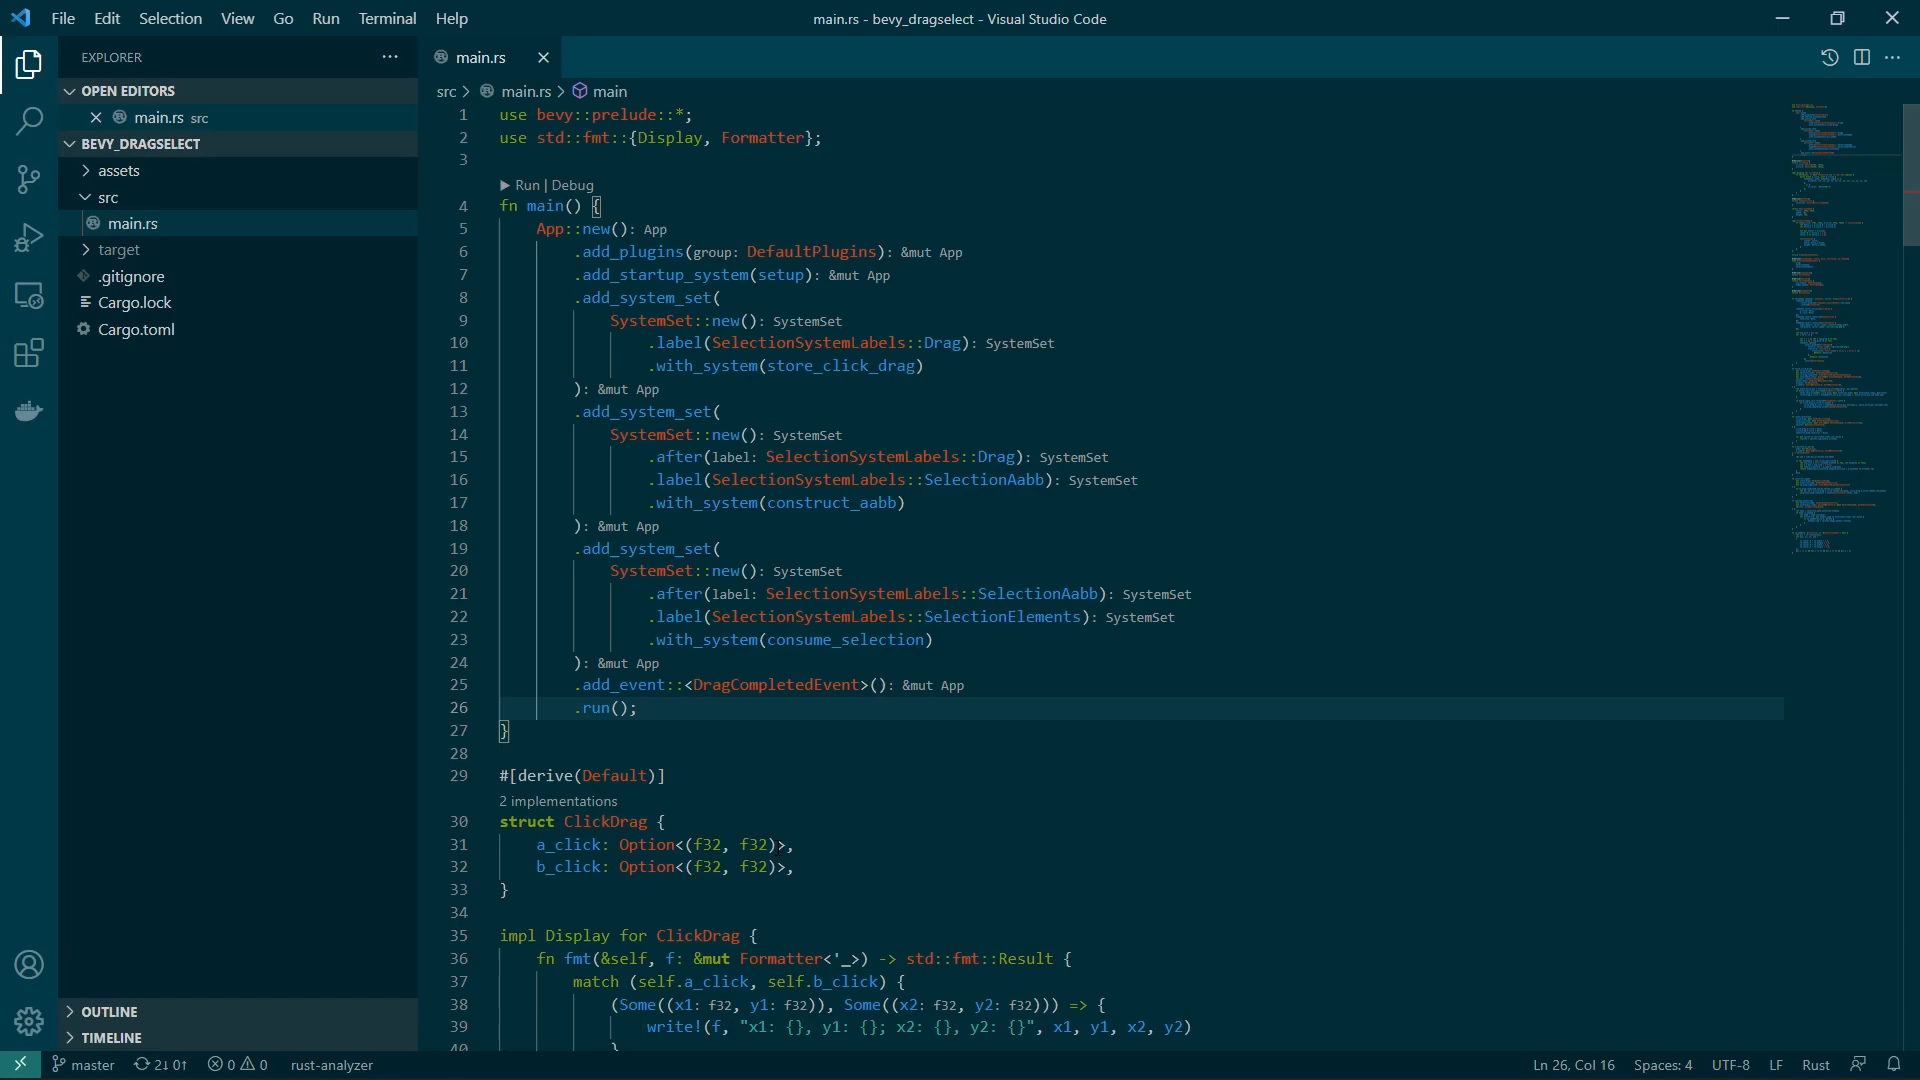 File Edit Selection View Go Run Terminal Help
main.rs - bevy_dragselect - Visual Studio Code
EXPLORER
OPEN EDITORS
main.rs src
BEVY_DRAGSELECT
assets
src
main.rs
target
.gitignore
Cargo.lock
Cargo.toml
OUTLINE
TIMELINE
main.rs
src > main.rs > main
1 use bevy::prelude::*;
2 use std::fmt::{Display, Formatter};
3
▶ Run | Debug
4 fn main() {
5 App::new(): App
6 .add_plugins(group: DefaultPlugins): &mut App
7 .add_startup_system(setup): &mut App
8 .add_system_set(
9 SystemSet::new(): SystemSet
10 .label(SelectionSystemLabels::Drag): SystemSet
11 .with_system(store_click_drag)
12 ): &mut App
13 .add_system_set(
14 SystemSet::new(): SystemSet
15 .after(label: SelectionSystemLabels::Drag): SystemSet
16 .label(SelectionSystemLabels::SelectionAabb): SystemSet
17 .with_system(construct_aabb)
18 ): &mut App
19 .add_system_set(
20 SystemSet::new(): SystemSet
21 .after(label: SelectionSystemLabels::SelectionAabb): SystemSet
22 .label(SelectionSystemLabels::SelectionElements): SystemSet
23 .with_system(consume_selection)
24 ): &mut App
25 .add_event::<DragCompletedEvent>(): &mut App
26 .run();
27 }
28
29 #[derive(Default)]
2 implementations
30 struct ClickDrag {
31 a_click: Option<(f32, f32)>,
32 b_click: Option<(f32, f32)>,
33 }
34
35 impl Display for ClickDrag {
36 fn fmt(&self, f: &mut Formatter<'_>) -> std::fmt::Result {
37 match (self.a_click, self.b_click) {
38 (Some((x1: f32, y1: f32)), Some((x2: f32, y2: f32))) => {
39 write!(f, "x1: {}, y1: {}; x2: {}, y2: {}", x1, y1, x2, y2)
40 }
master 2↓ 0↑ 0 0 rust-analyzer
Ln 26, Col 16 Spaces: 4 UTF-8 LF Rust